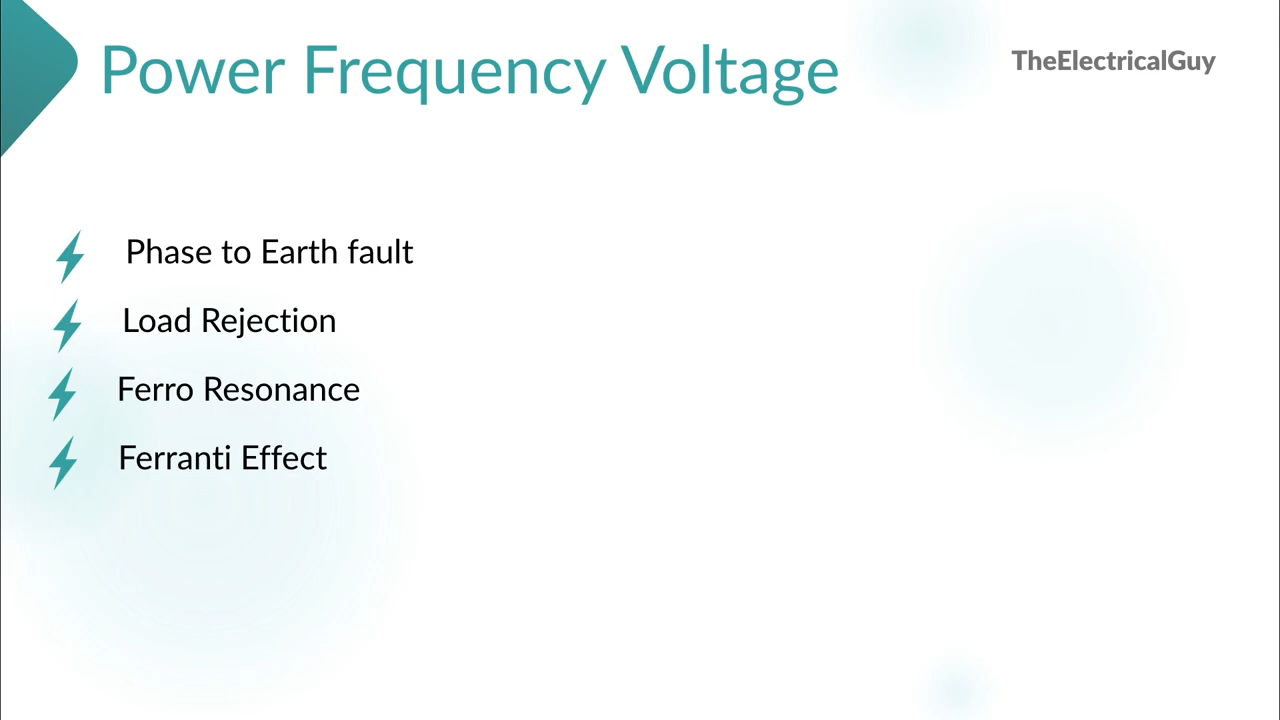 Power Frequency Voltage
TheElectricalGuy
Phase to Earth fault
Load Rejection
Ferro Resonance
Ferranti Effect